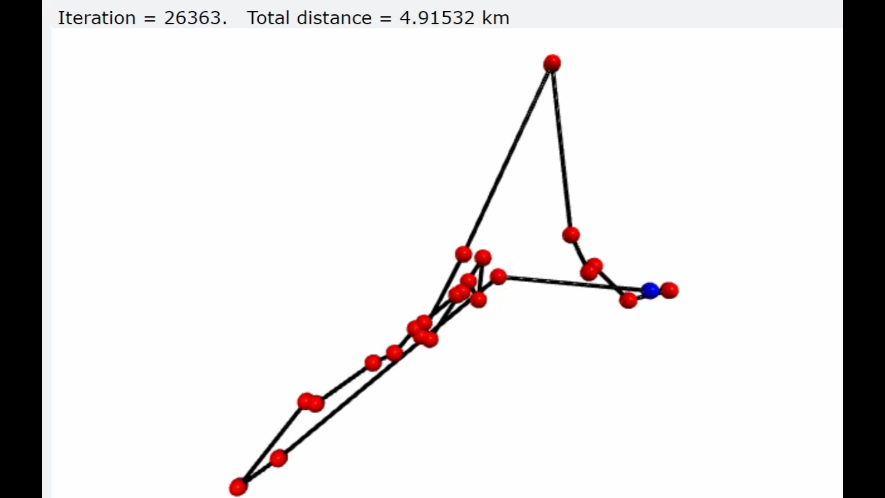 Iteration = 26363.   Total distance = 4.91532 km